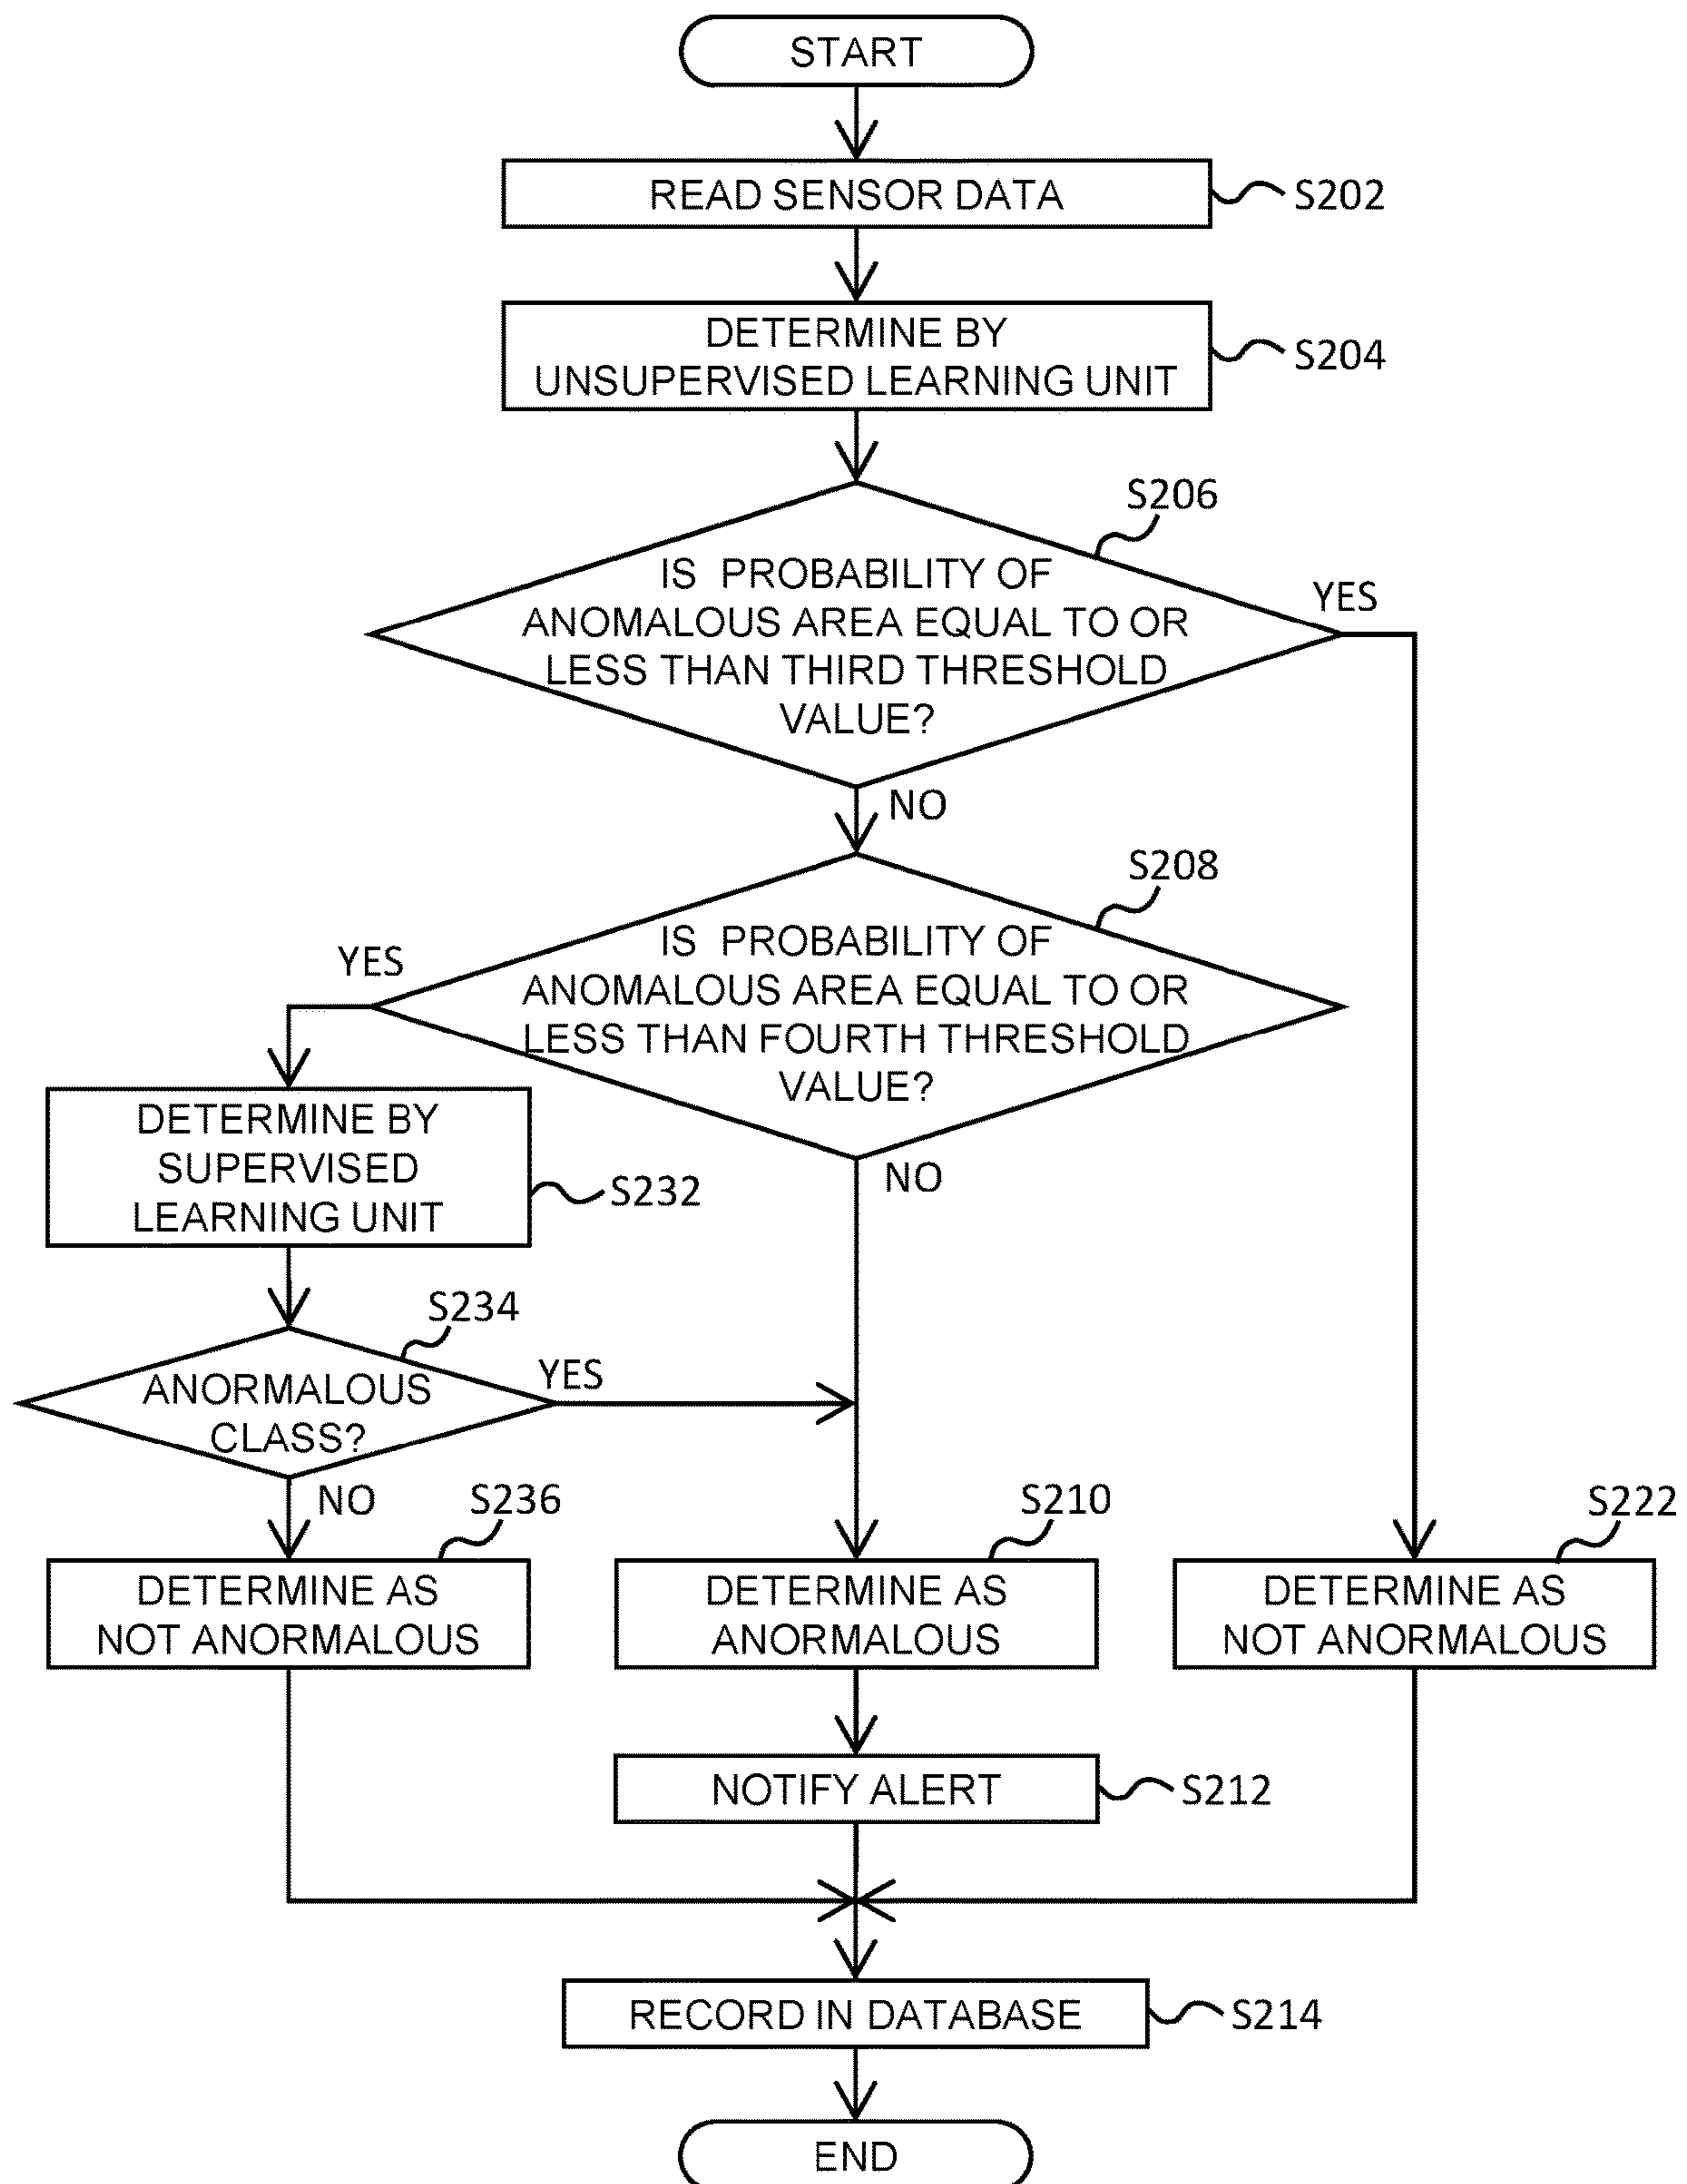 START
READ SENSOR DATA
S202
DETERMINE BY
UNSUPERVISED LEARNING UNIT
S204
S206
IS PROBABILITY OF
ANOMALOUS AREA EQUAL TO OR
LESS THAN THIRD THRESHOLD
VALUE?
YES
NO
S208
IS PROBABILITY OF
ANOMALOUS AREA EQUAL TO OR
LESS THAN FOURTH THRESHOLD
VALUE?
YES
NO
DETERMINE BY
SUPERVISED
LEARNING UNIT
S232
S234
ANORMALOUS
CLASS?
YES
NO
S236
DETERMINE AS
NOT ANORMALOUS
S210
DETERMINE AS
ANORMALOUS
S222
DETERMINE AS
NOT ANORMALOUS
NOTIFY ALERT
S212
RECORD IN DATABASE
S214
END